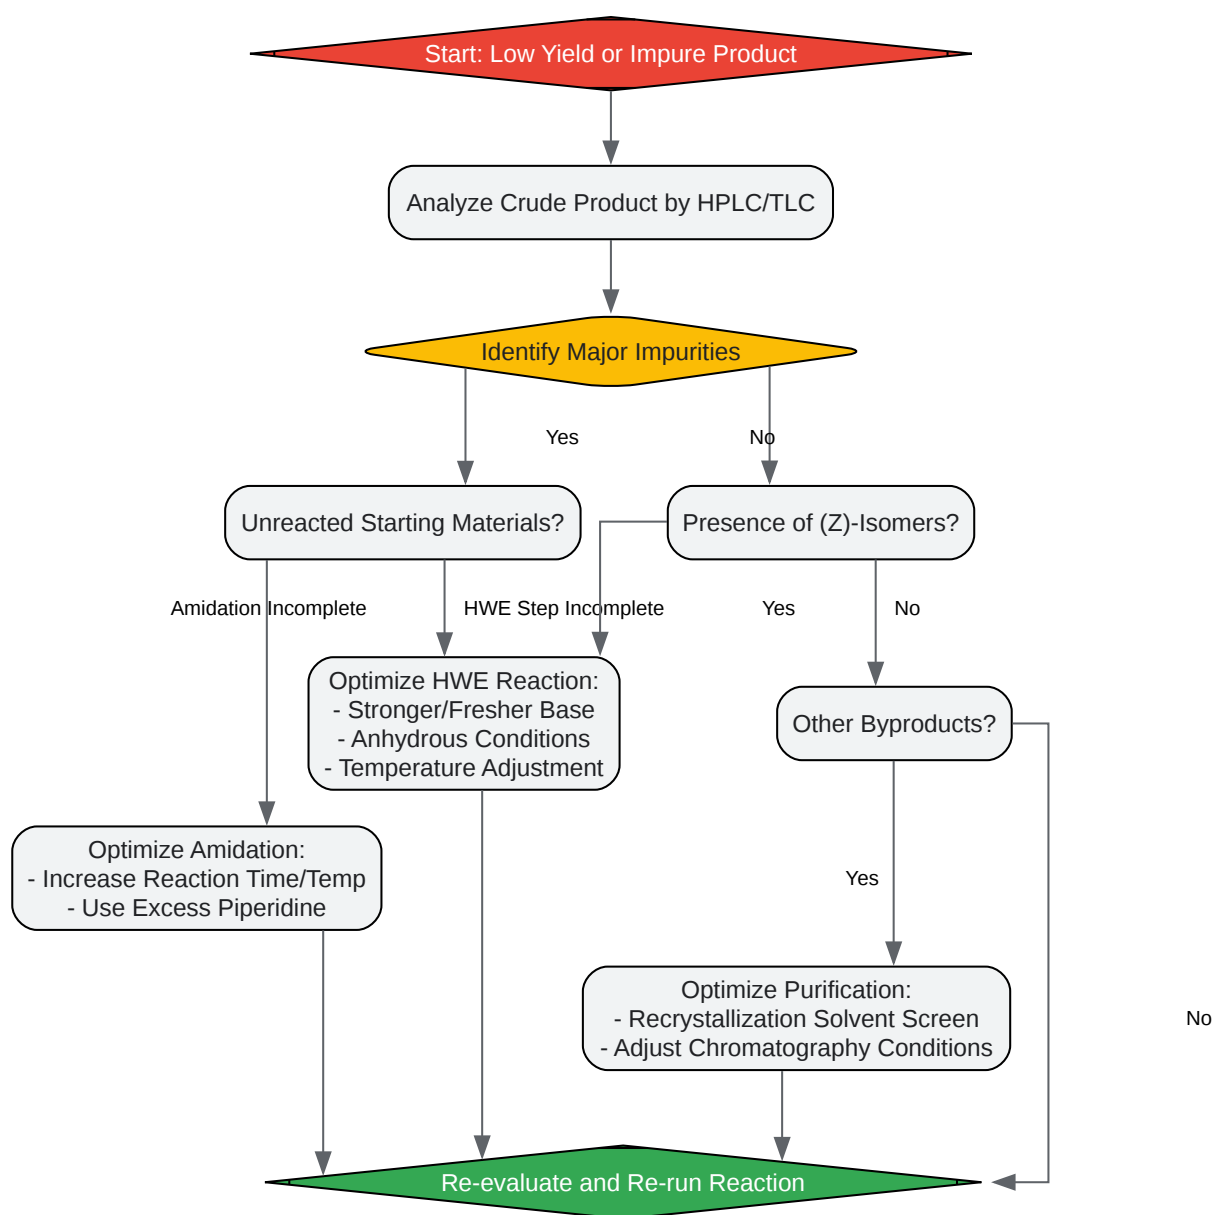 Start: Low Yield or Impure Product
Analyze Crude Product by HPLC/TLC
Identify Major Impurities
Yes
No
Unreacted Starting Materials?
Presence of (Z)-Isomers?
Amidation Incomplete
HWE Step Incomplete
Yes
No
Optimize HWE Reaction:
- Stronger/Fresher Base
- Anhydrous Conditions
- Temperature Adjustment
Other Byproducts?
Optimize Amidation:
- Increase Reaction Time/Temp
- Use Excess Piperidine
Yes
Optimize Purification:
- Recrystallization Solvent Screen
- Adjust Chromatography Conditions
No
Re-evaluate and Re-run Reaction